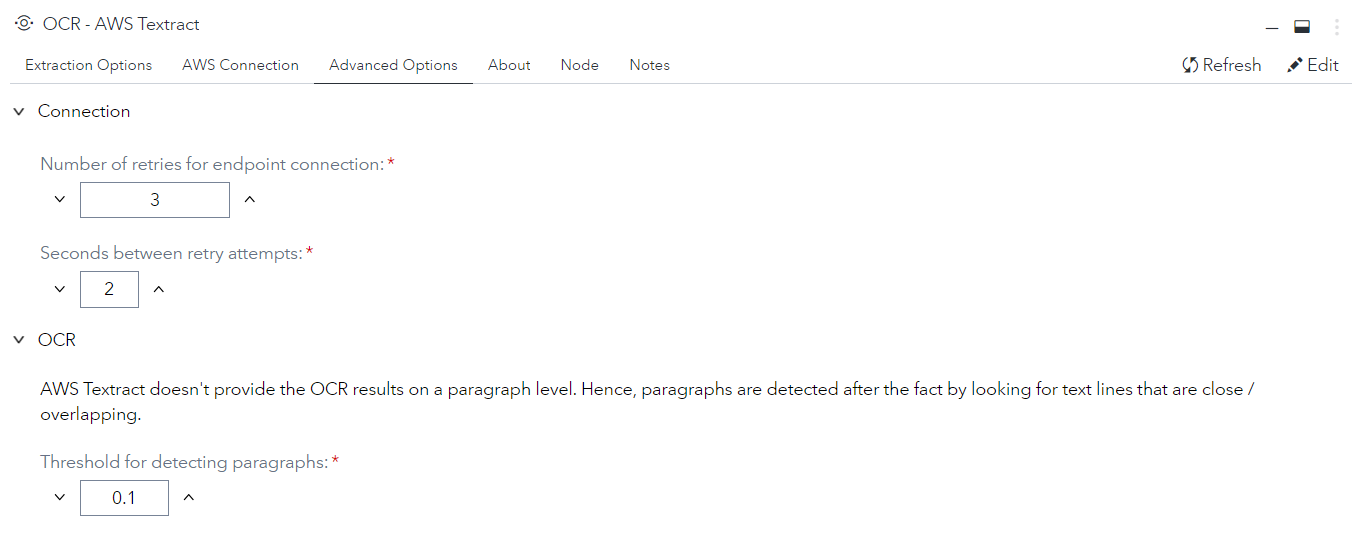 OCR - AWS Textract
Extraction Options AWS Connection Advanced Options About Node Notes Refresh Edit
Connection
Number of retries for endpoint connection:*
3
Seconds between retry attempts:*
2
OCR
AWS Textract doesn't provide the OCR results on a paragraph level. Hence, paragraphs are detected after the fact by looking for text lines that are close /
overlapping.
Threshold for detecting paragraphs:*
0.1